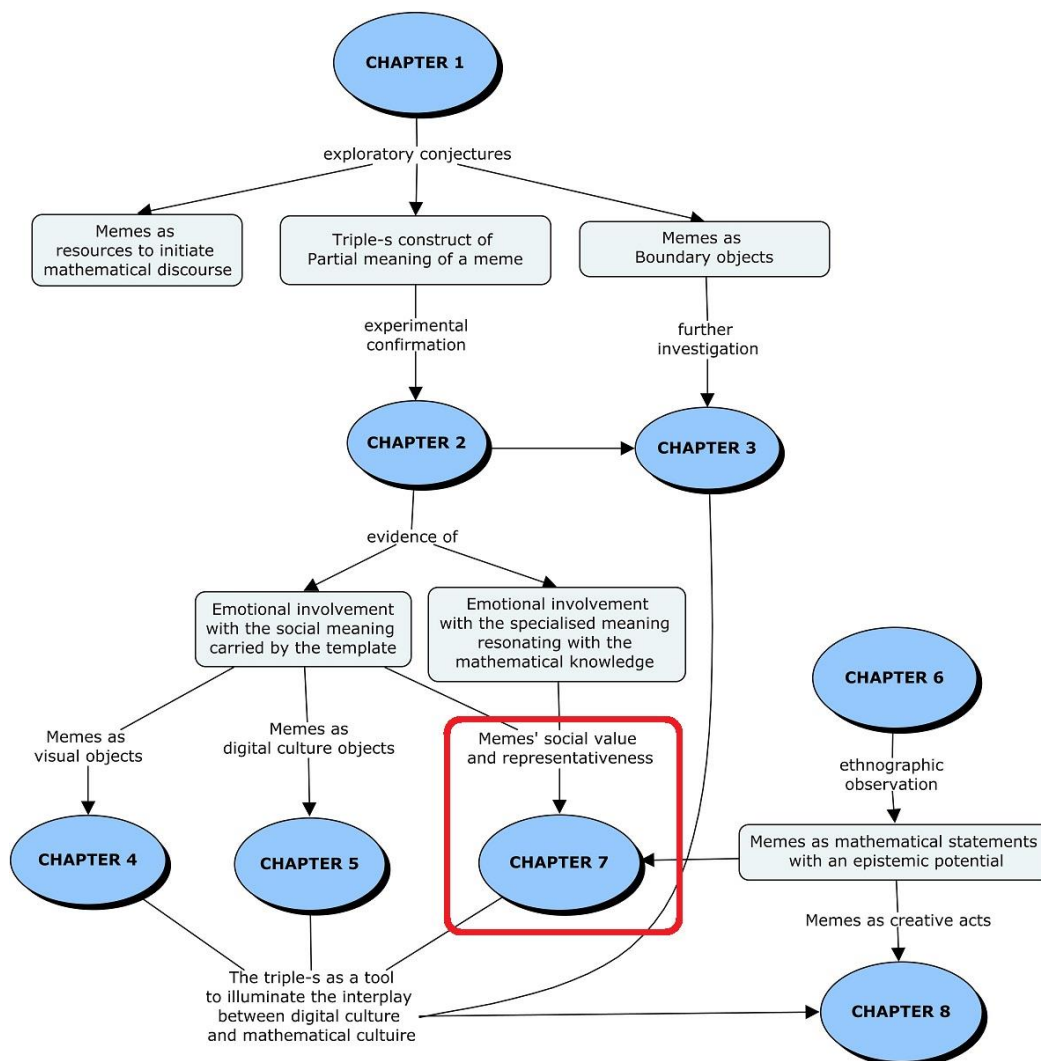 CHAPTER 1
exploratory conjectures
Memes as
resources to initiate
mathematical discourse
Triple-s construct of
Partial meaning of a meme
Memes as
Boundary objects
experimental
confirmation
further
investigation
CHAPTER 2
CHAPTER 3
evidence of
Emotional involvement
with the social meaning
carried by the template
Emotional involvement
with the specialised meaning
resonating with the
mathematical knowledge
CHAPTER 6
Memes as
visual objects
Memes as
digital culture objects
Memes' social value
and representativeness
ethnographic
observation
CHAPTER 4
CHAPTER 5
CHAPTER 7
Memes as mathematical statements
with an epistemic potential
Memes as creative acts
The triple-s as a tool
to illuminate the interplay
between digital culture
and mathematical cultuire
CHAPTER 8